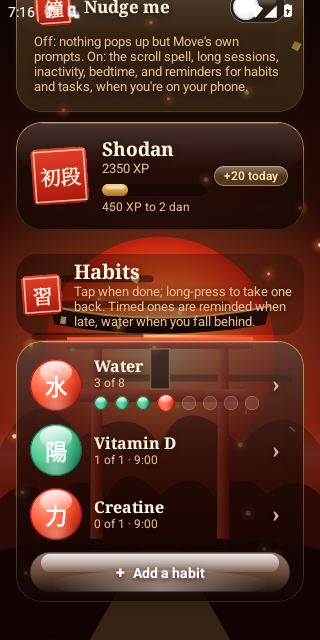 7:16
鐘 Nudge me
Off: nothing pops up but Move's own
prompts. On: the scroll spell, long sessions,
inactivity, bedtime, and reminders for habits
and tasks, when you're on your phone.
初段
Shodan
2350 XP
+20 today
450 XP to 2 dan
習
Habits
Tap when done; long-press to take one
back. Timed ones are reminded when
late, water when you fall behind.
水
Water
3 of 8
陽
Vitamin D
1 of 1 · 9:00
力
Creatine
0 of 1 · 9:00
+ Add a habit